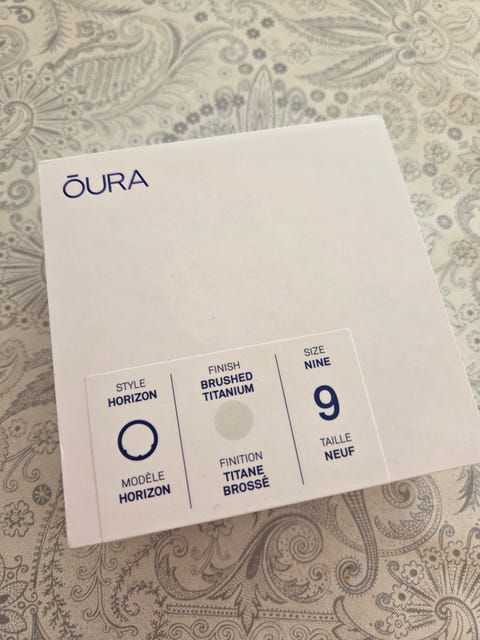 ŌURA
STYLE
HORIZON
MODÈLE
HORIZON
FINISH
BRUSHED
TITANIUM
FINITION
TITANE
BROSSÉ
SIZE
NINE
9
TAILLE
NEUF